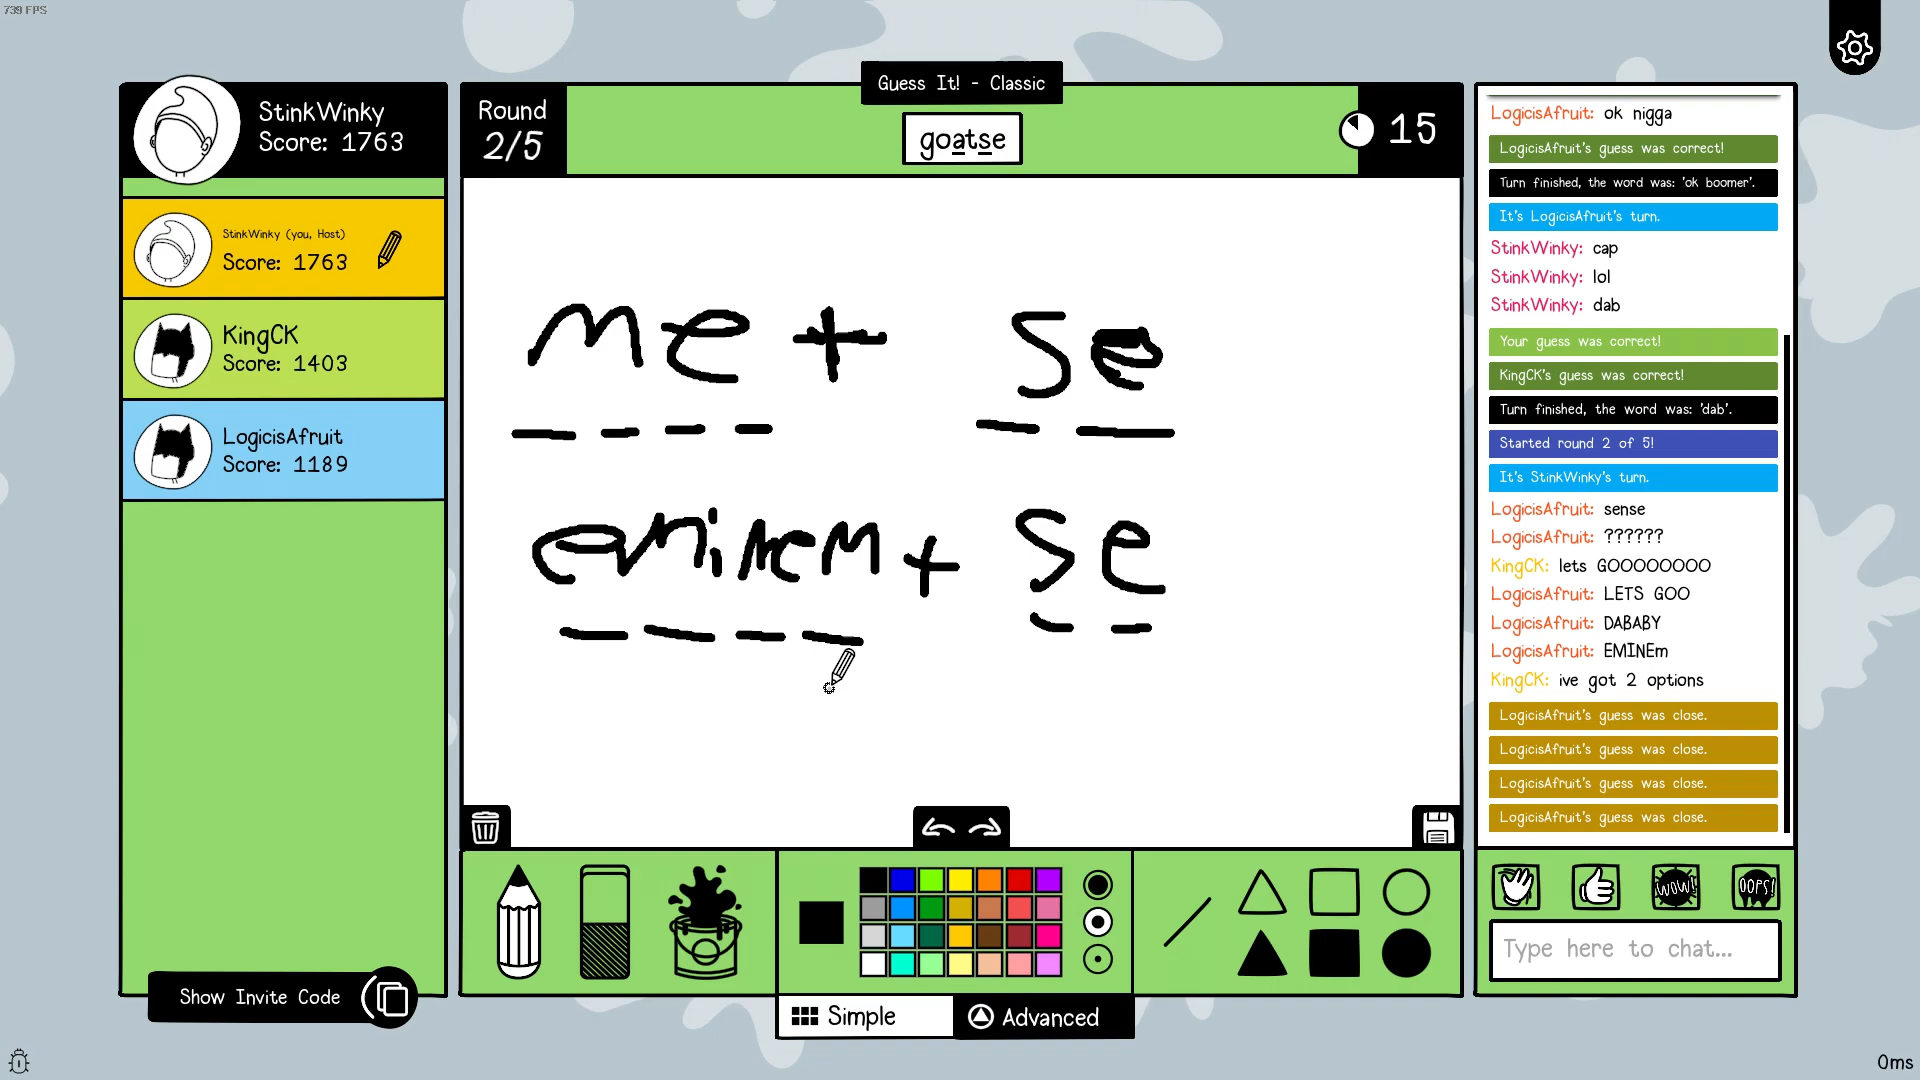 739 FPS
Guess It! - Classic
StinkWinky
Score: 1763
Round
2/5
goatse
15
StinkWinky (you, Host)
Score: 1763
KingCK
Score: 1403
LogicisAfruit
Score: 1189
me + se
eminem + se
LogicisAfruit: ok nigga
LogicisAfruit's guess was correct!
Turn finished, the word was: 'ok boomer'.
It's LogicisAfruit's turn.
StinkWinky: cap
StinkWinky: lol
StinkWinky: dab
Your guess was correct!
KingCK's guess was correct!
Turn finished, the word was: 'dab'.
Started round 2 of 5!
It's StinkWinky's turn.
LogicisAfruit: sense
LogicisAfruit: ??????
KingCK: lets GOOOOOOOO
LogicisAfruit: LETS GOO
LogicisAfruit: DABABY
LogicisAfruit: EMINEm
KingCK: ive got 2 options
LogicisAfruit's guess was close.
LogicisAfruit's guess was close.
LogicisAfruit's guess was close.
LogicisAfruit's guess was close.
WOW!
OOPS!
Type here to chat...
Show Invite Code
Simple
Advanced
0ms